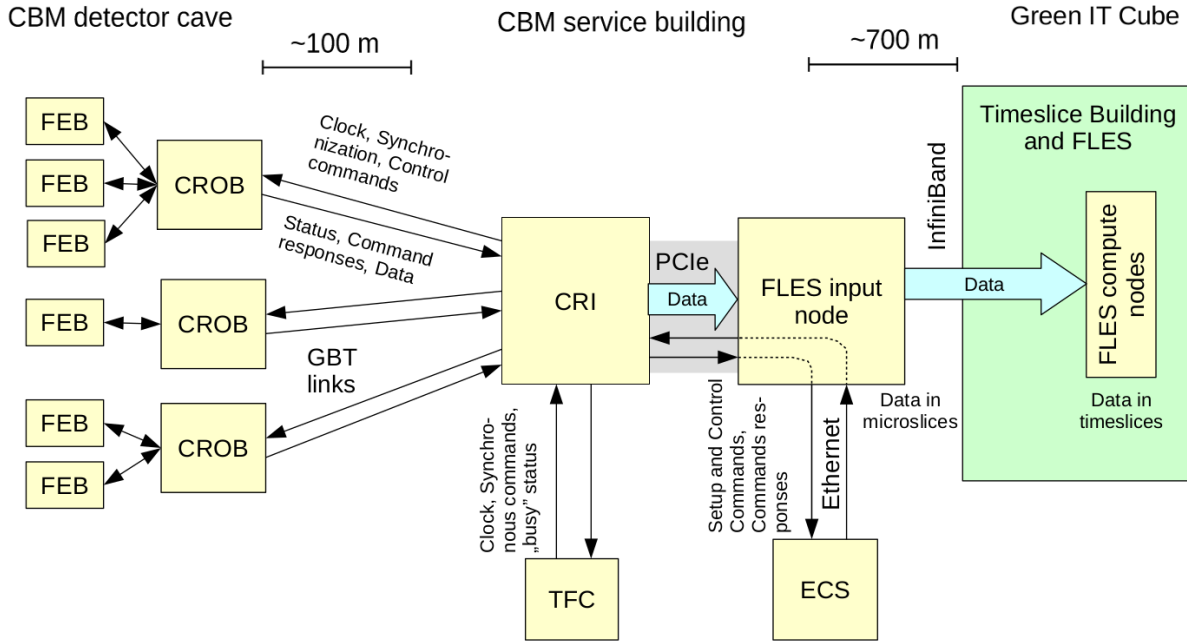 CBM detector cave
CBM service building
Green IT Cube
~100 m
~700 m
FEB
FEB
FEB
CROB
Clock, Synchro-
nization, Control
commands
Status, Command
responses, Data
FEB
CROB
GBT
links
FEB
FEB
CROB
CRI
PCIe
Data
FLES input
node
InfiniBand
Data
Timeslice Building
and FLES
FLES compute
nodes
Data in
microslices
Data in
timeslices
Clock, Synchro-
nous commands,
„busy” status
Setup and Control
Commands,
Commands res-
ponses
Ethernet
TFC
ECS